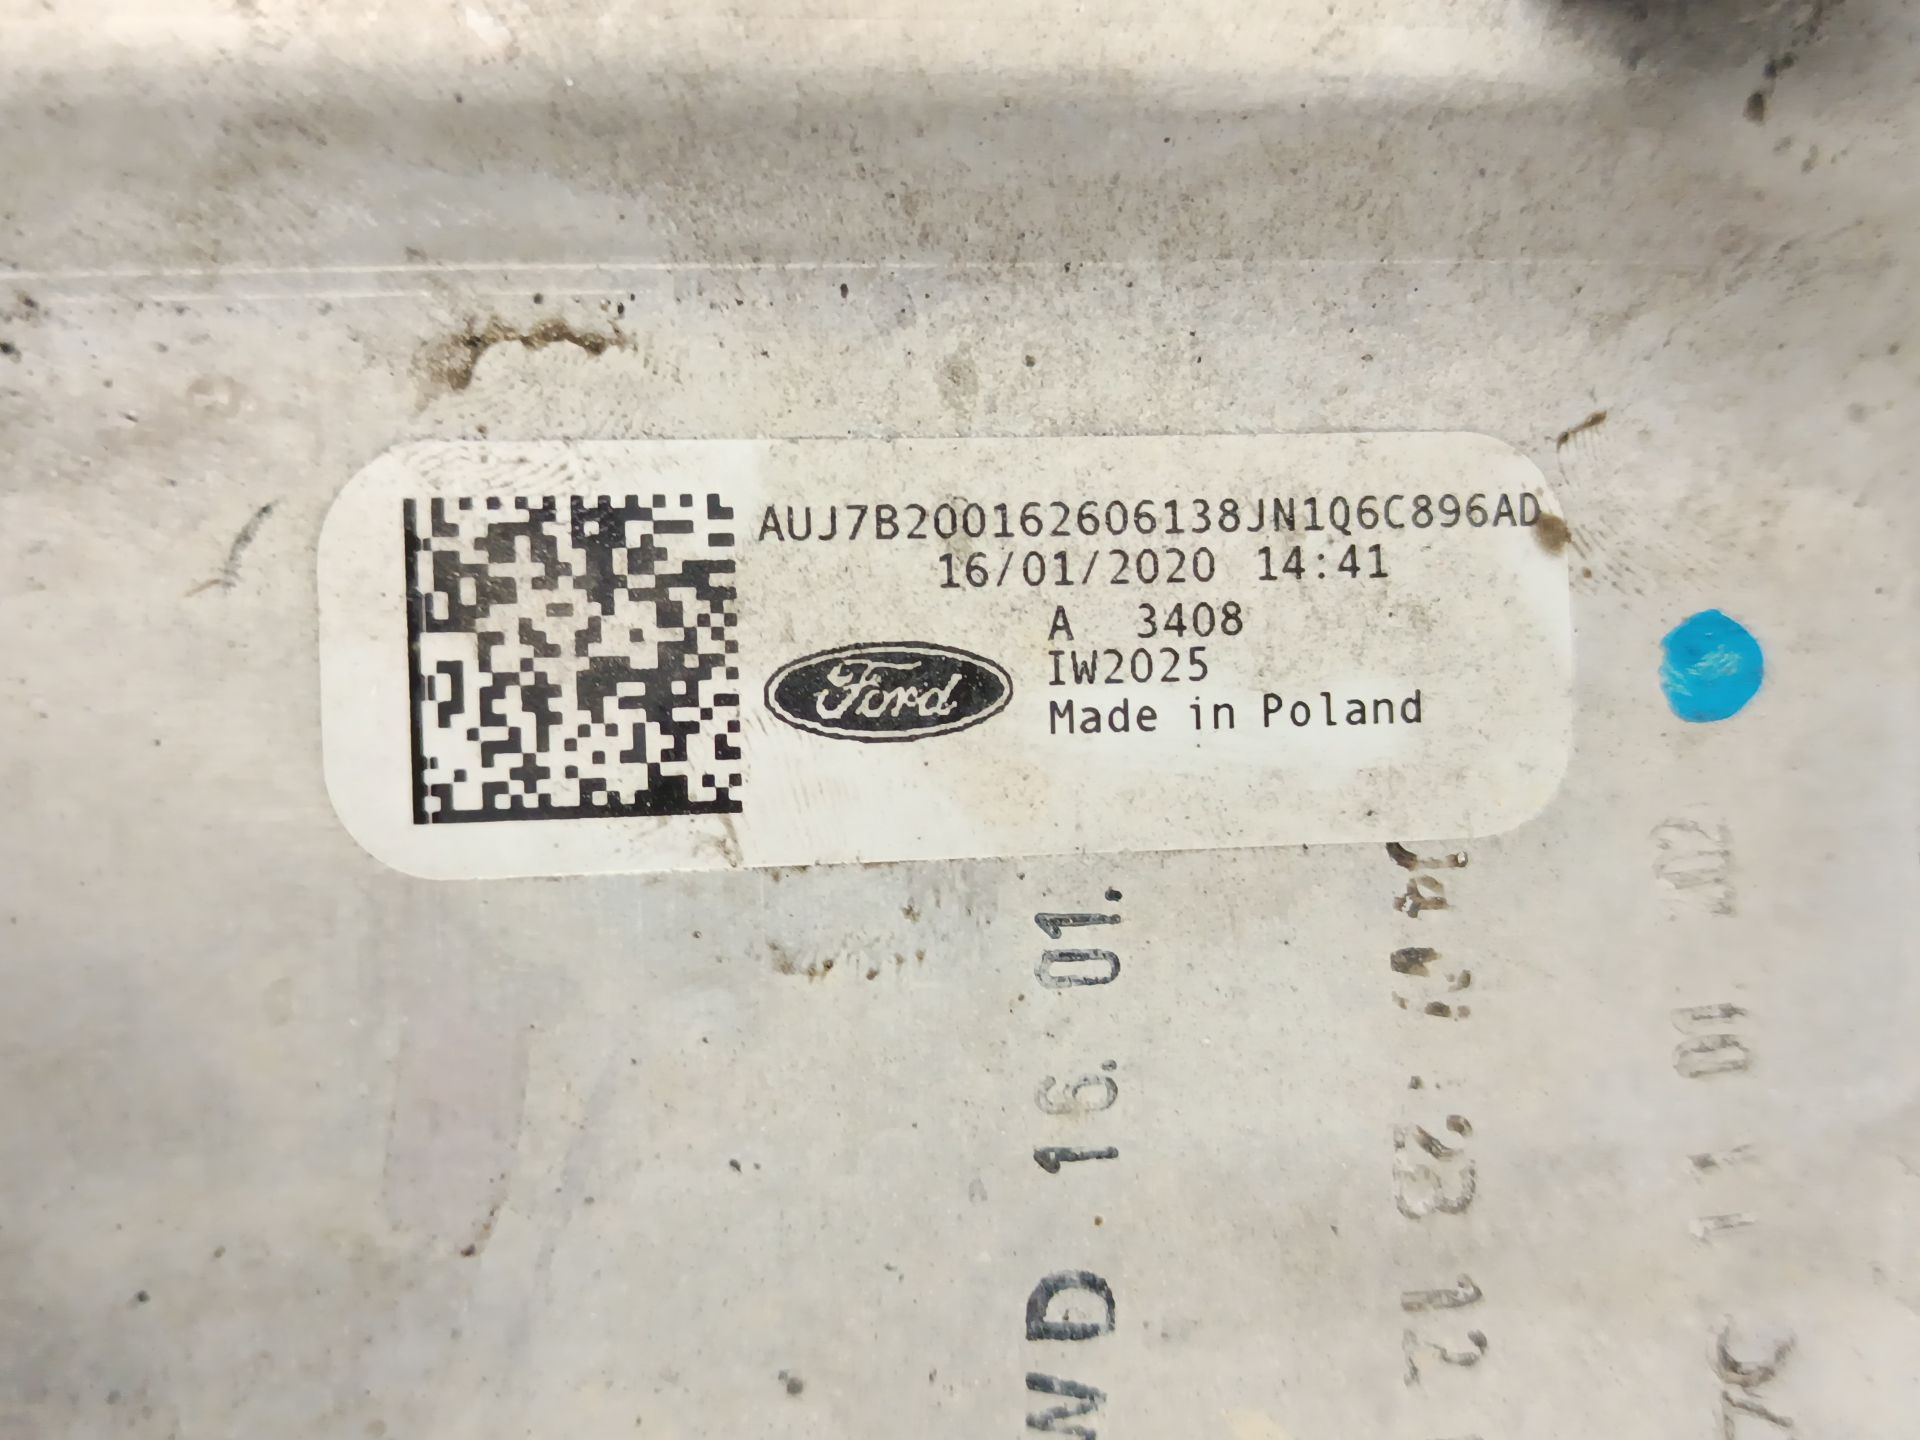 AUJ7B200162606138JN1Q6C896AD
16/01/2020 14:41
A 3408
IW2025
Made in Poland
Ford
WD 16.01.